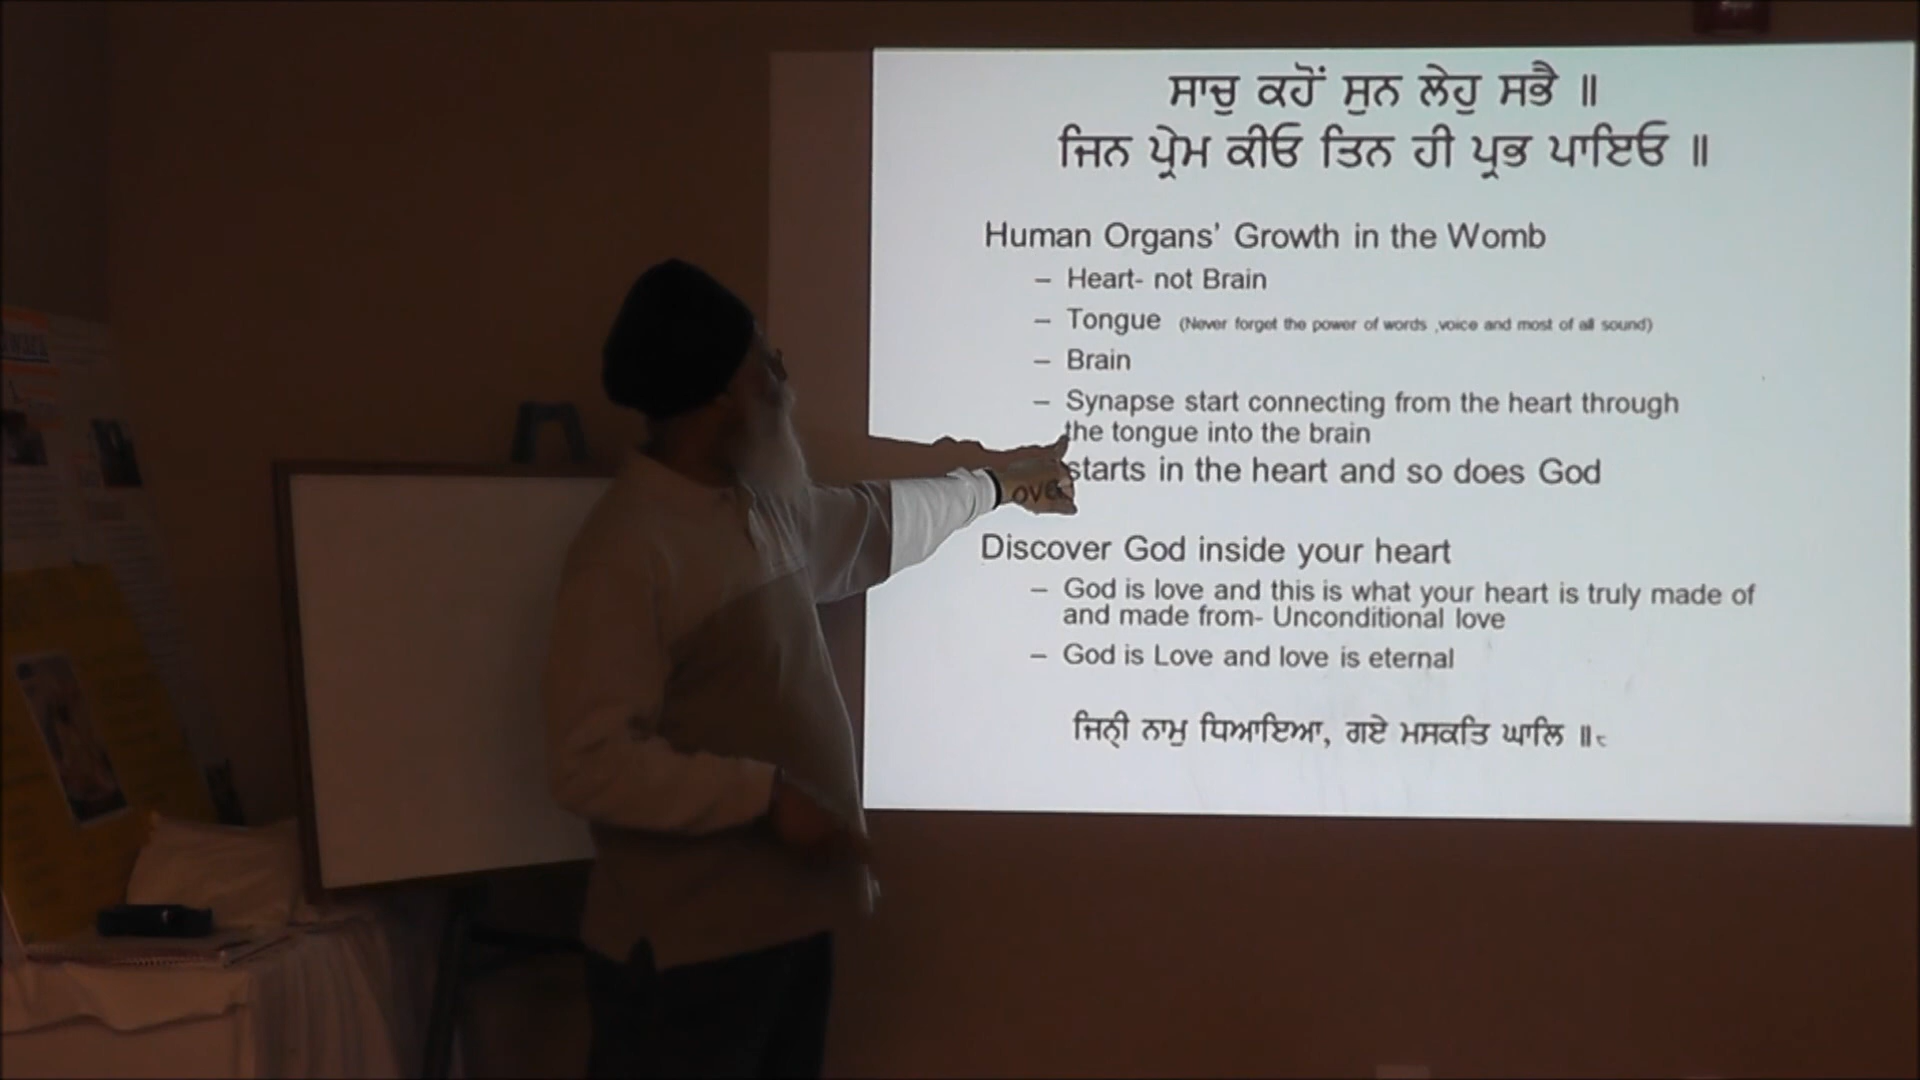 ਸਾਚੁ ਕਹੋਂ ਸੁਨ ਲੇਹੁ ਸਭੈ ॥
ਜਿਨ ਪ੍ਰੇਮ ਕੀਓ ਤਿਨ ਹੀ ਪ੍ਰਭ ਪਾਇਓ ॥
Human Organs' Growth in the Womb
– Heart- not Brain
– Tongue (Never forget the power of words ,voice and most of all sound)
– Brain
– Synapse start connecting from the heart through
the tongue into the brain
ove starts in the heart and so does God
Discover God inside your heart
– God is love and this is what your heart is truly made of
and made from- Unconditional love
– God is Love and love is eternal
ਜਿਨੀ੍ ਨਾਮੁ ਧਿਆਇਆ, ਗਏ ਮਸਕਤਿ ਘਾਲਿ ॥